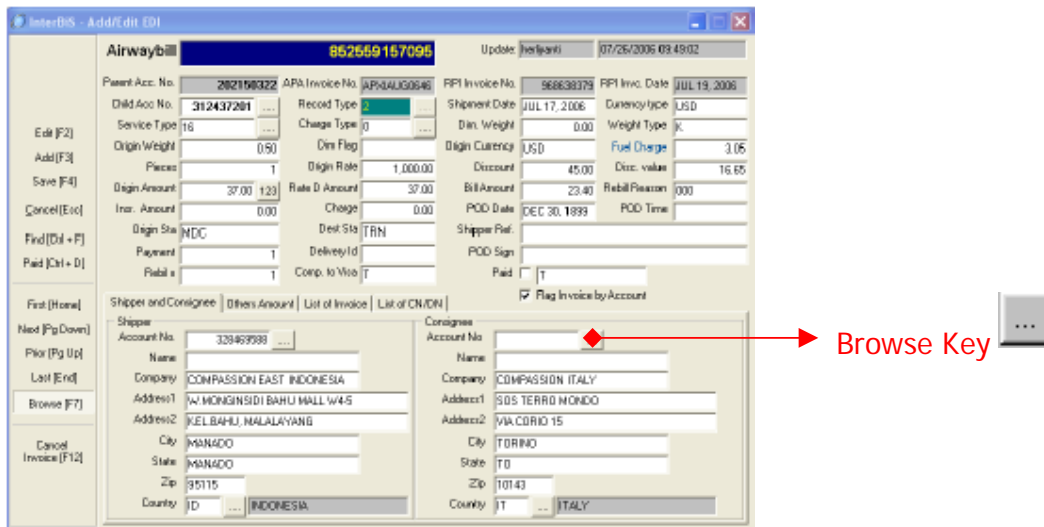 InterBIS - Add/Edit EDI
Airwaybill 852559157095 Update: herliyanti 07/26/2006 09:49:02
Parent Acc. No. 202150322 APA Invoice No. RPI Invoice No. 968638379 RPI Invc. Date JUL 19, 2006
Child Acc No. 312437201 ... Record Type 2 ... Shipment Date JUL 17, 2006 Currency type USD
Service Type 16 ... Charge Type 0 ... Dim. Weight 0.00 Weight Type K
Origin Weight 0.50 Dim Flag Origin Currency USD Fuel Charge 3.05
Pieces 1 Origin Rate 1,000.00 Discount 45.00 Disc. value 16.65
Origin Amount 37.00 123 Rate D Amount 37.00 Bill Amount 23.40 Rebill Reason 000
Insr. Amount 0.00 Charge 0.00 POD Date DEC 30, 1899 POD Time
Origin Sta MDC Dest Sta TRN Shipper Ref.
Payment 1 Delivery Id POD Sign
Rebil s 1 Comp. to Visa T Paid T
Flag Invoice by Account
Edit [F2]
Add [F3]
Save [F4]
Cancel [Esc]
Find [Ctrl + F]
Paid [Ctrl + D]
First [Home]
Next [Pg Down]
Prior [Pg Up]
Last [End]
Browse [F7]
Cancel
Invoice [F12]
Shipper and Consignee Others Amount List of Invoice List of CN/DN
Shipper
Account No. 328469588 ...
Name
Company COMPASSION EAST INDONESIA
Address1 W.MONGINSIDI BAHU MALL W4-5
Address2 KEL.BAHU, MALALAYANG
City MANADO
State MANADO
Zip 95115
Country ID ... INDONESIA
Consignee
Account No
Name
Company COMPASSION ITALY
Address1 SOS TERRO MONDO
Address2 VIA CORIO 15
City TORINO
State TO
Zip 10143
Country IT ... ITALY
Browse Key ...